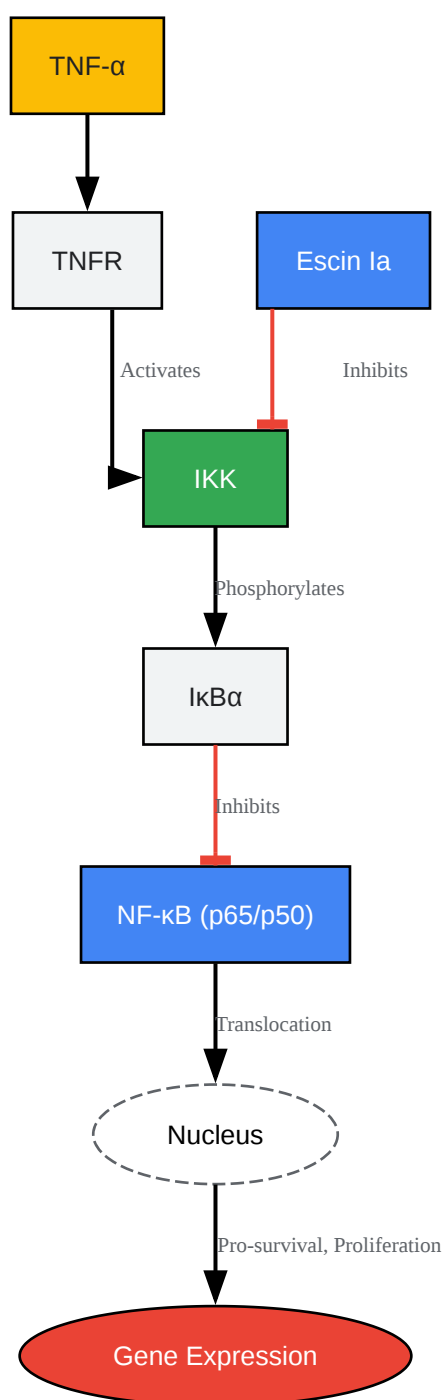 TNF-α
TNFR
Escin Ia
Activates
Inhibits
IKK
Phosphorylates
IκBα
Inhibits
NF-κB (p65/p50)
Translocation
Nucleus
Pro-survival, Proliferation
Gene Expression